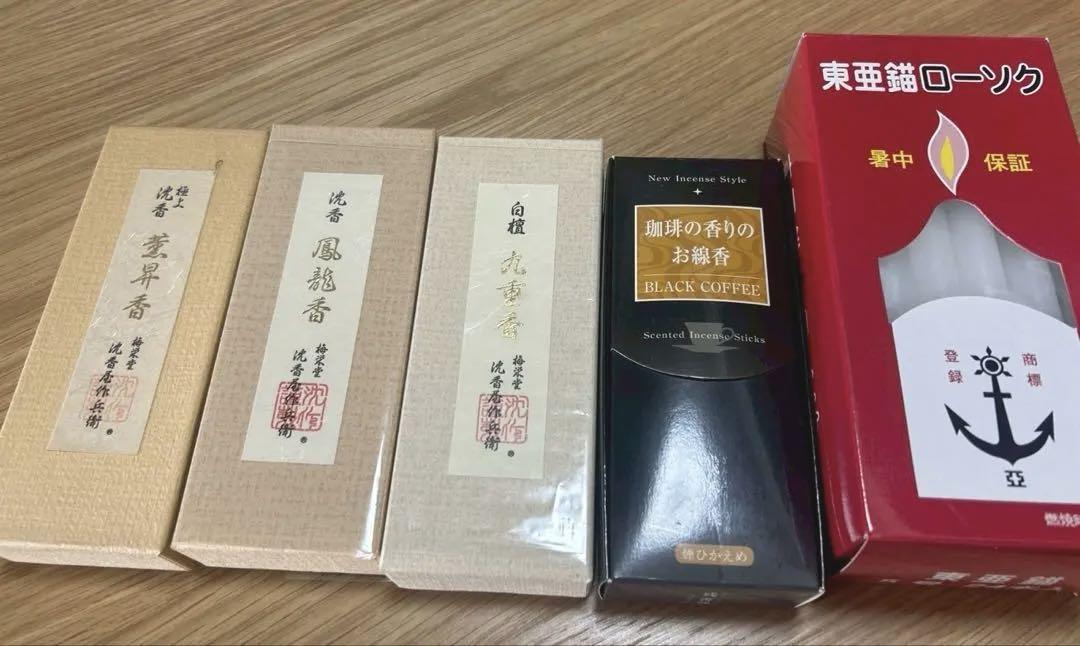 極上
沈香
薫昇香
梅栄堂
沈香屋作兵衛
沈香
鳳龍香
梅栄堂
沈香屋作兵衛
白檀
九重香
梅栄堂
沈香屋作兵衛
New Incense Style
珈琲の香りの
お線香
BLACK COFFEE
Scented Incense Sticks
煙ひかえめ
東亜錨ローソク
暑中 保証
登録 商標
亞
東亜錨